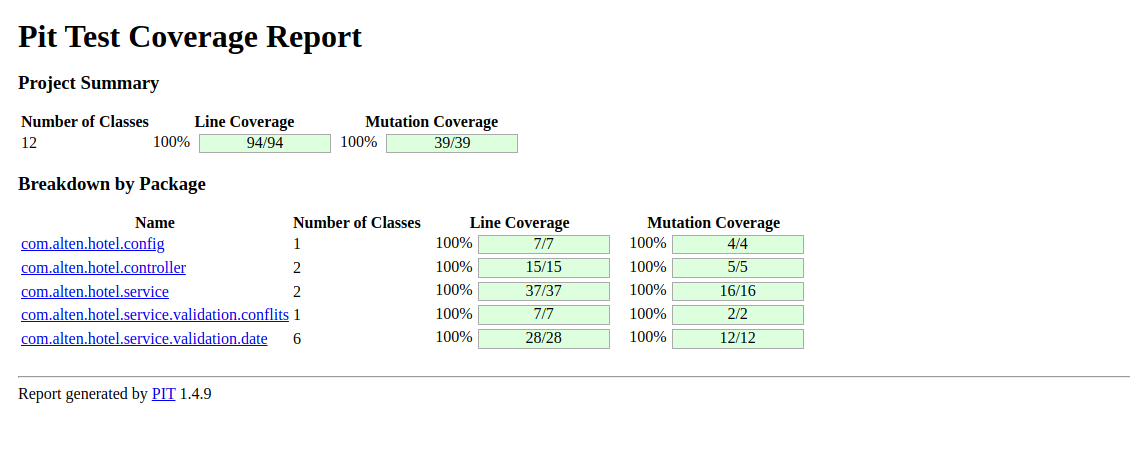 Pit Test Coverage Report
Project Summary
Number of Classes Line Coverage Mutation Coverage
12 100% 94/94 100% 39/39
Breakdown by Package
Name Number of Classes Line Coverage Mutation Coverage
com.alten.hotel.config 1 100% 7/7 100% 4/4
com.alten.hotel.controller 2 100% 15/15 100% 5/5
com.alten.hotel.service 2 100% 37/37 100% 16/16
com.alten.hotel.service.validation.conflits 1 100% 7/7 100% 2/2
com.alten.hotel.service.validation.date 6 100% 28/28 100% 12/12
Report generated by PIT 1.4.9